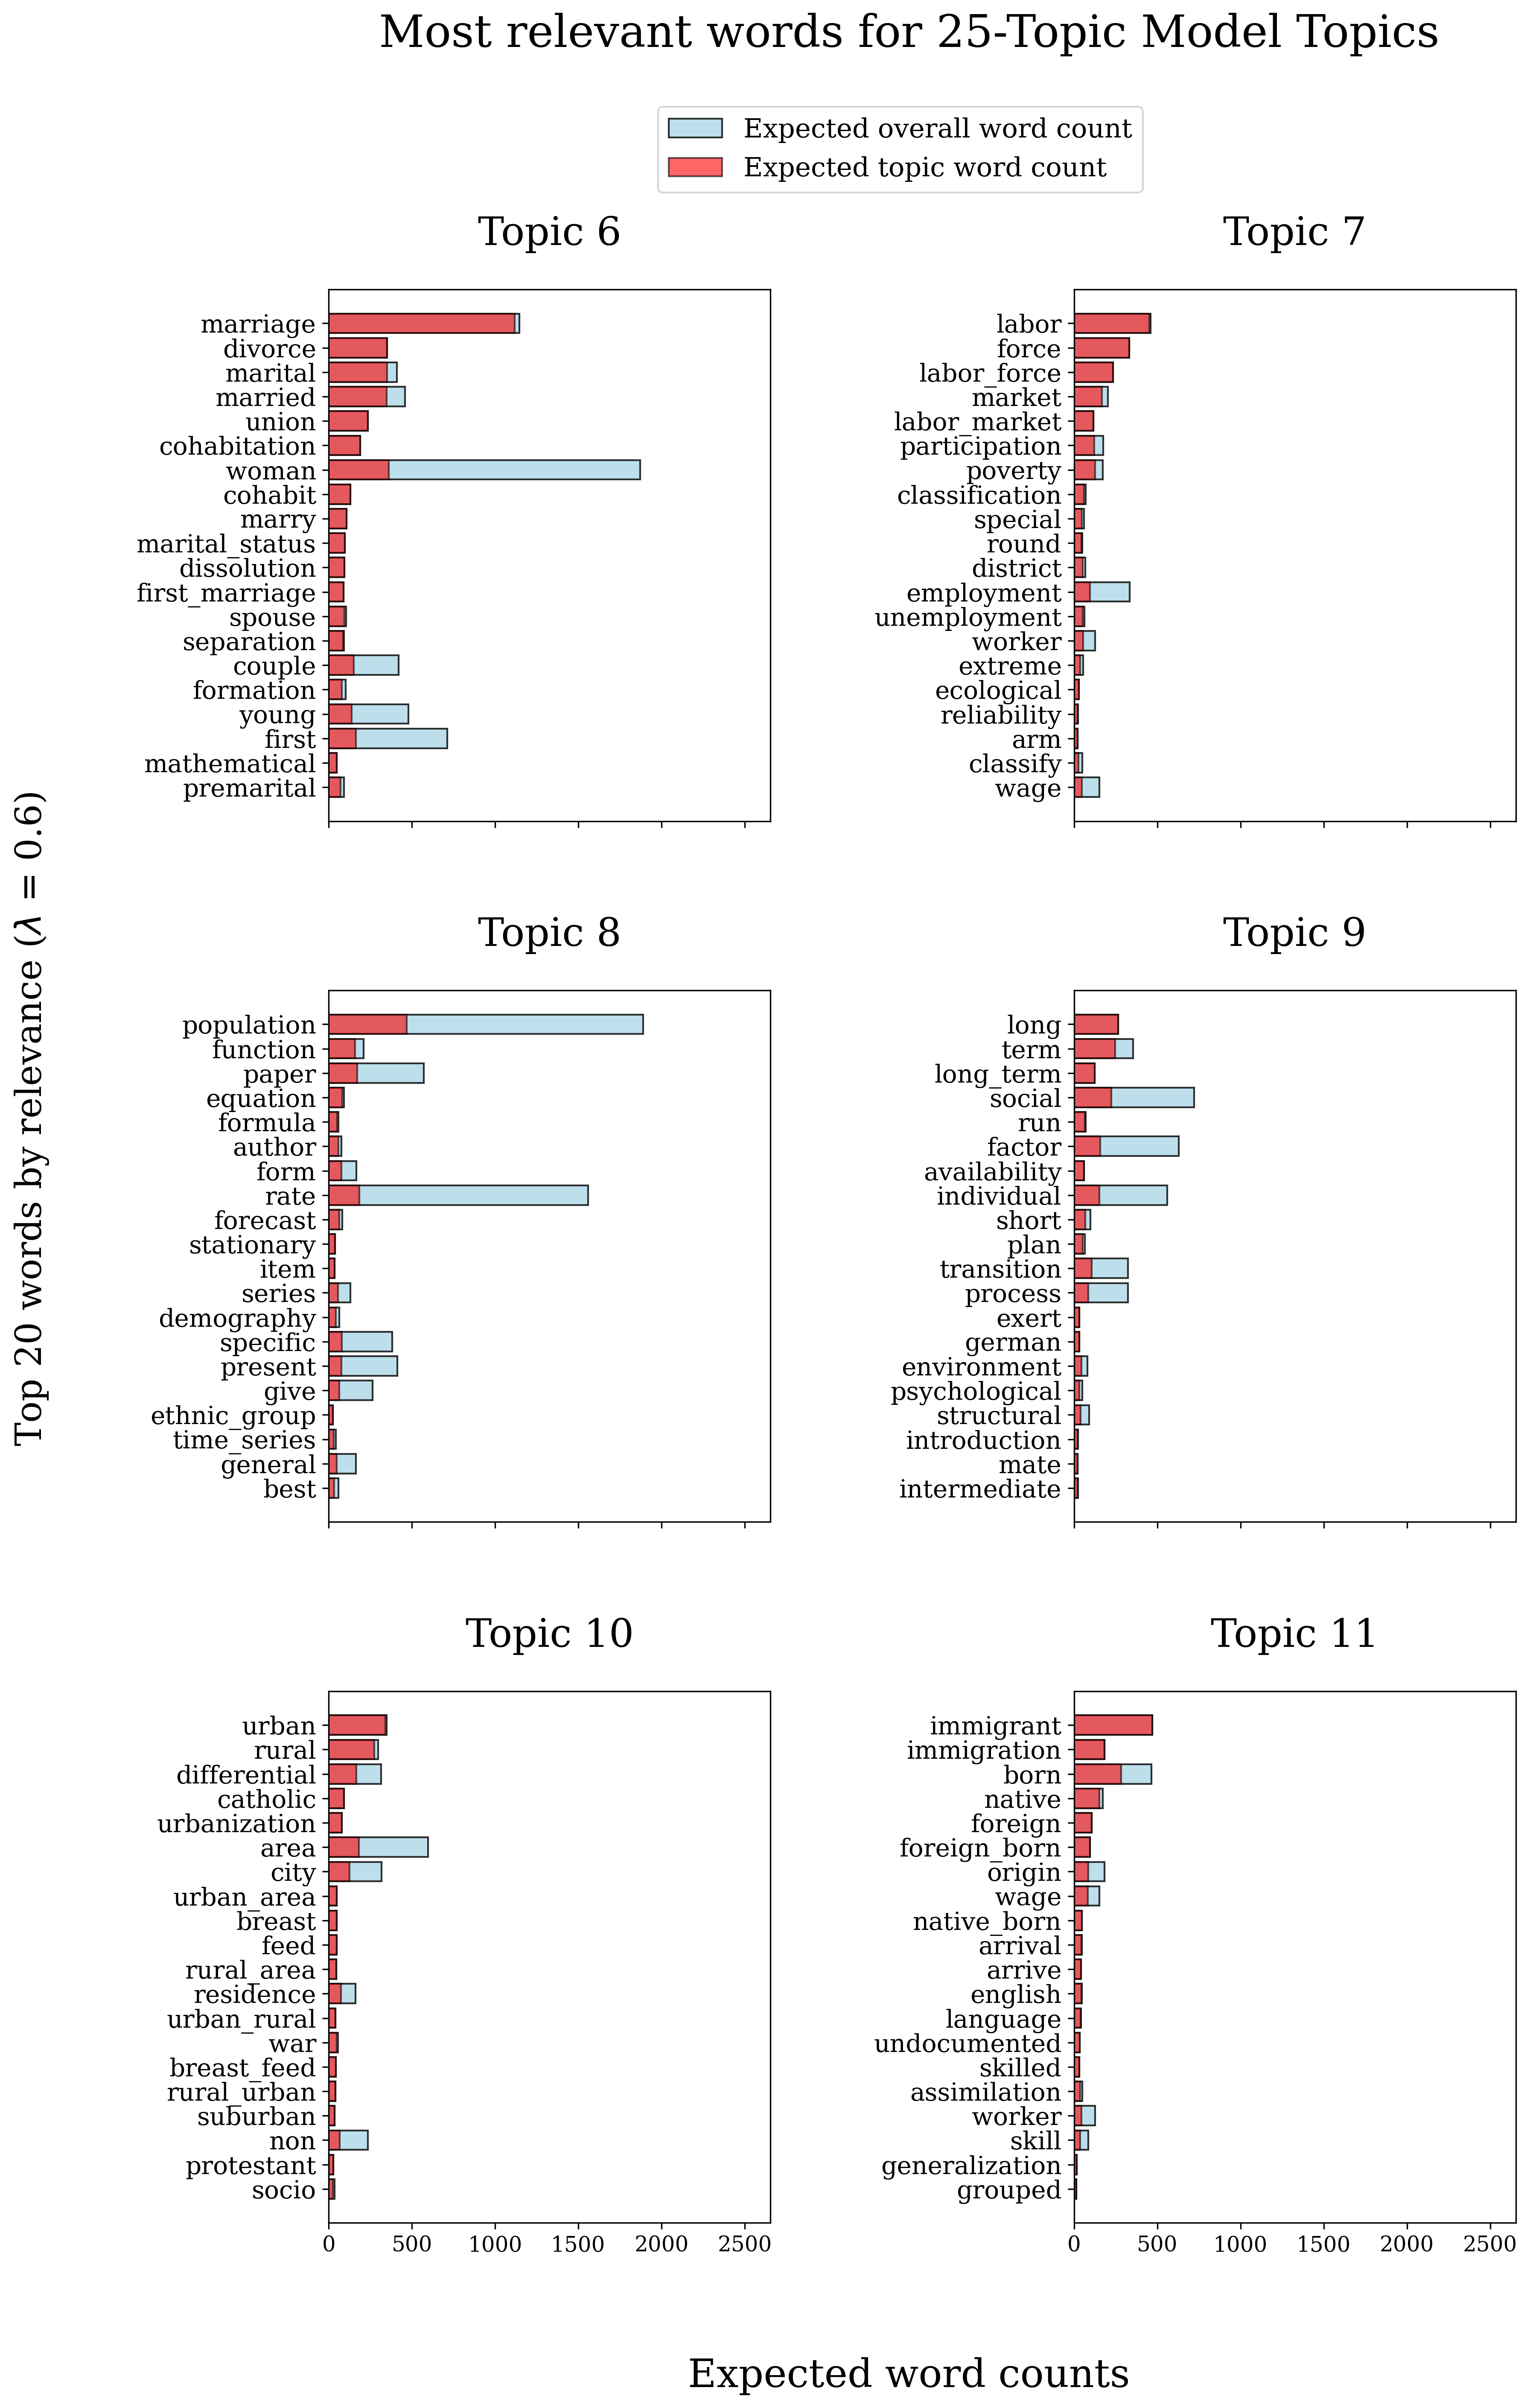 Most relevant words for 25-Topic Model Topics
Expected overall word count
Expected topic word count
Top 20 words by relevance (λ = 0.6)
Topic 6
marriage
divorce
marital
married
union
cohabitation
woman
cohabit
marry
marital_status
dissolution
first_marriage
spouse
separation
couple
formation
young
first
mathematical
premarital
Topic 7
labor
force
labor_force
market
labor_market
participation
poverty
classification
special
round
district
employment
unemployment
worker
extreme
ecological
reliability
arm
classify
wage
Topic 8
population
function
paper
equation
formula
author
form
rate
forecast
stationary
item
series
demography
specific
present
give
ethnic_group
time_series
general
best
Topic 9
long
term
long_term
social
run
factor
availability
individual
short
plan
transition
process
exert
german
environment
psychological
structural
introduction
mate
intermediate
Topic 10
urban
rural
differential
catholic
urbanization
area
city
urban_area
breast
feed
rural_area
residence
urban_rural
war
breast_feed
rural_urban
suburban
non
protestant
socio
0 500 1000 1500 2000 2500
Topic 11
immigrant
immigration
born
native
foreign
foreign_born
origin
wage
native_born
arrival
arrive
english
language
undocumented
skilled
assimilation
worker
skill
generalization
grouped
0 500 1000 1500 2000 2500
Expected word counts